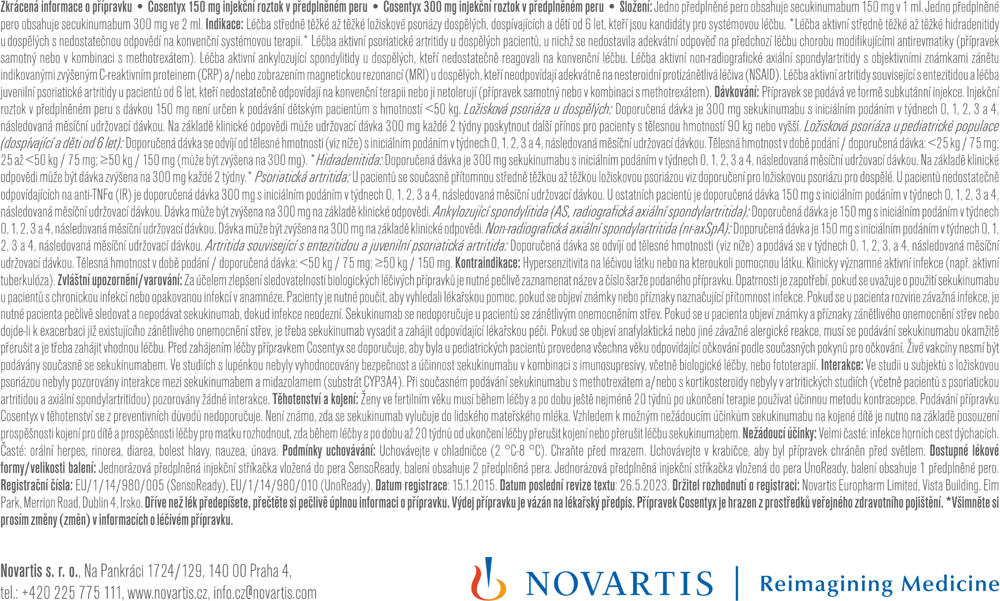 Zkrácená informace o přípravku • Cosentyx 150 mg injekční roztok v předplněném peru • Cosentyx 300 mg injekční roztok v předplněném peru • Složení: Jedno předplněné pero obsahuje secukinumabum 150 mg v 1 ml. Jedno předplněné
pero obsahuje secukinumabum 300 mg ve 2 ml. Indikace: Léčba středně těžké až těžké ložiskové psoriázy dospělých, dospívajících a dětí od 6 let, kteří jsou kandidáty pro systémovou léčbu. *Léčba aktivní středně těžké až těžké hidradenitidy
u dospělých s nedostatečnou odpovědí na konvenční systémovou terapii.* Léčba aktivní psoriatické artritidy u dospělých pacientů, u nichž se nedostavila adekvátní odpověď na předchozí léčbu chorobu modifikujícími antirevmatiky (přípravek
samotný nebo v kombinaci s methotrexátem). Léčba aktivní ankylozující spondylitidy u dospělých, kteří nedostatečně reagovali na konvenční léčbu. Léčba aktivní non-radiografické axiální spondylartritidy s objektivními známkami zánětu
indikovanými zvýšeným C-reaktivním proteinem (CRP) a/nebo zobrazením magnetickou rezonancí (MRI) u dospělých, kteří neodpovídají adekvátně na nesteroidní protizánětlivá léčiva (NSAID). Léčba aktivní artritidy související s entezitidou a léčba
juvenilní psoriatické artritidy u pacientů od 6 let, kteří nedostatečně odpovídají na konvenční terapii nebo ji netolerují (přípravek samotný nebo v kombinaci s methotrexátem). Dávkování: Přípravek se podává ve formě subkutánní injekce. Injekční
roztok v předplněném peru s dávkou 150 mg není určen k podávání dětským pacientům s hmotností <50 kg. Ložisková psoriáza u dospělých: Doporučená dávka je 300 mg sekukinumabu s iniciálním podáním v týdnech 0, 1, 2, 3 a 4,
následovaná měsíční udržovací dávkou. Na základě klinické odpovědi může udržovací dávka 300 mg každé 2 týdny poskytnout další přínos pro pacienty s tělesnou hmotností 90 kg nebo vyšší. Ložisková psoriáza u pediatrické populace
(dospívající a děti od 6 let): Doporučená dávka se odvíjí od tělesné hmotnosti (viz níže) s iniciálním podáním v týdnech 0, 1, 2, 3 a 4, následovaná měsíční udržovací dávkou. Tělesná hmotnost v době podání / doporučená dávka: <25 kg / 75 mg;
25 až <50 kg / 75 mg; ≥50 kg / 150 mg (může být zvýšena na 300 mg). *Hidradenitida: Doporučená dávka je 300 mg sekukinumabu s iniciálním podáním v týdnech 0, 1, 2, 3 a 4, následovaná měsíční udržovací dávkou. Na základě klinické
odpovědi může být dávka zvýšena na 300 mg každé 2 týdny.* Psoriatická artritida: U pacientů se současně přítomnou středně těžkou až těžkou ložiskovou psoriázou viz doporučení pro ložiskovou psoriázu pro dospělé. U pacientů nedostatečně
odpovídajících na anti-TNFα (IR) je doporučená dávka 300 mg s iniciálním podáním v týdnech 0, 1, 2, 3 a 4, následovaná měsíční udržovací dávkou. U ostatních pacientů je doporučená dávka 150 mg s iniciálním podáním v týdnech 0, 1, 2, 3 a 4,
následovaná měsíční udržovací dávkou. Dávka může být zvýšena na 300 mg na základě klinické odpovědi. Ankylozující spondylitida (AS, radiografická axiální spondylartritida): Doporučená dávka je 150 mg s iniciálním podáním v týdnech
0, 1, 2, 3 a 4, následovaná měsíční udržovací dávkou. Dávka může být zvýšena na 300 mg na základě klinické odpovědi. Non-radiografická axiální spondylartritida (nr-axSpA): Doporučená dávka je 150 mg s iniciálním podáním v týdnech 0, 1,
2, 3 a 4, následovaná měsíční udržovací dávkou. Artritida související s entezitidou a juvenilní psoriatická artritida: Doporučená dávka se odvíjí od tělesné hmotnosti (viz níže) a podává se v týdnech 0, 1, 2, 3, a 4, následovaná měsíční
udržovací dávkou. Tělesná hmotnost v době podání / doporučená dávka: <50 kg / 75 mg; ≥50 kg / 150 mg. Kontraindikace: Hypersenzitivita na léčivou látku nebo na kteroukoli pomocnou látku. Klinicky významné aktivní infekce (např. aktivní
tuberkulóza). Zvláštní upozornění/varování: Za účelem zlepšení sledovatelnosti biologických léčivých přípravků je nutné pečlivě zaznamenat název a číslo šarže podaného přípravku. Opatrnosti je zapotřebí, pokud se uvažuje o použití sekukinumabu
u pacientů s chronickou infekcí nebo opakovanou infekcí v anamnéze. Pacienty je nutné poučit, aby vyhledali lékařskou pomoc, pokud se objeví známky nebo příznaky naznačující přítomnost infekce. Pokud se u pacienta rozvine závažná infekce, je
nutné pacienta pečlivě sledovat a nepodávat sekukinumab, dokud infekce neodezní. Sekukinumab se nedoporučuje u pacientů se zánětlivým onemocněním střev. Pokud se u pacienta objeví známky a příznaky zánětlivého onemocnění střev nebo
dojde-li k exacerbaci již existujícího zánětlivého onemocnění střev, je třeba sekukinumab vysadit a zahájit odpovídající lékařskou péči. Pokud se objeví anafylaktická nebo jiné závažné alergické reakce, musí se podávání sekukinumabu okamžitě
přerušit a je třeba zahájit vhodnou léčbu. Před zahájením léčby přípravkem Cosentyx se doporučuje, aby byla u pediatrických pacientů provedena všechna věku odpovídající očkování podle současných pokynů pro očkování. Živé vakcíny nesmí být
podávány současně se sekukinumabem. Ve studiích s lupénkou nebyly vyhodnocovány bezpečnost a účinnost sekukinumabu v kombinaci s imunosupresivy, včetně biologické léčby, nebo fototerapií. Interakce: Ve studii u subjektů s ložiskovou
psoriázou nebyly pozorovány interakce mezi sekukinumabem a midazolamem (substrát CYP3A4). Při současném podávání sekukinumabu s methotrexátem a/nebo s kortikosteroidy nebyly v artritických studiích (včetně pacientů s psoriatickou
artritidou a axiální spondylartritidou) pozorovány žádné interakce. Těhotenství a kojení: Ženy ve fertilním věku musí během léčby a po dobu ještě nejméně 20 týdnů po ukončení terapie používat účinnou metodu kontracepce. Podávání přípravku
Cosentyx v těhotenství se z preventivních důvodů nedoporučuje. Není známo, zda se sekukinumab vylučuje do lidského mateřského mléka. Vzhledem k možným nežádoucím účinkům sekukinumabu na kojené dítě je nutno na základě posouzení
prospěšnosti kojení pro dítě a prospěšnosti léčby pro matku rozhodnout, zda během léčby a po dobu až 20 týdnů od ukončení léčby přerušit kojení nebo přerušit léčbu sekukinumabem. Nežádoucí účinky: Velmi časté: infekce horních cest dýchacích.
Časté: orální herpes, rinorea, diarea, bolest hlavy, nauzea, únava. Podmínky uchovávání: Uchovávejte v chladničce (2 °C-8 °C). Chraňte před mrazem. Uchovávejte v krabičce, aby byl přípravek chráněn před světlem. Dostupné lékové
formy/velikosti balení: Jednorázová předplněná injekční stříkačka vložená do pera SensoReady, balení obsahuje 2 předplněná pera. Jednorázová předplněná injekční stříkačka vložená do pera UnoReady, balení obsahuje 1 předplněné pero.
Registrační čísla: EU/1/14/980/005 (SensoReady), EU/1/14/980/010 (UnoReady). Datum registrace: 15.1.2015. Datum poslední revize textu: 26.5.2023. Držitel rozhodnutí o registraci: Novartis Europharm Limited, Vista Building, Elm
Park, Merrion Road, Dublin 4, Irsko. Dříve než lék předepíšete, přečtěte si pečlivě úplnou informaci o přípravku. Výdej přípravku je vázán na lékařský předpis. Přípravek Cosentyx je hrazen z prostředků veřejného zdravotního pojištění. *Všimněte si
prosím změny (změn) v informacích o léčivém přípravku.
Novartis s. r. o., Na Pankráci 1724/129, 140 00 Praha 4,
tel.: +420 225 775 111, www.novartis.cz, info.cz@novartis.com
NOVARTIS | Reimagining Medicine